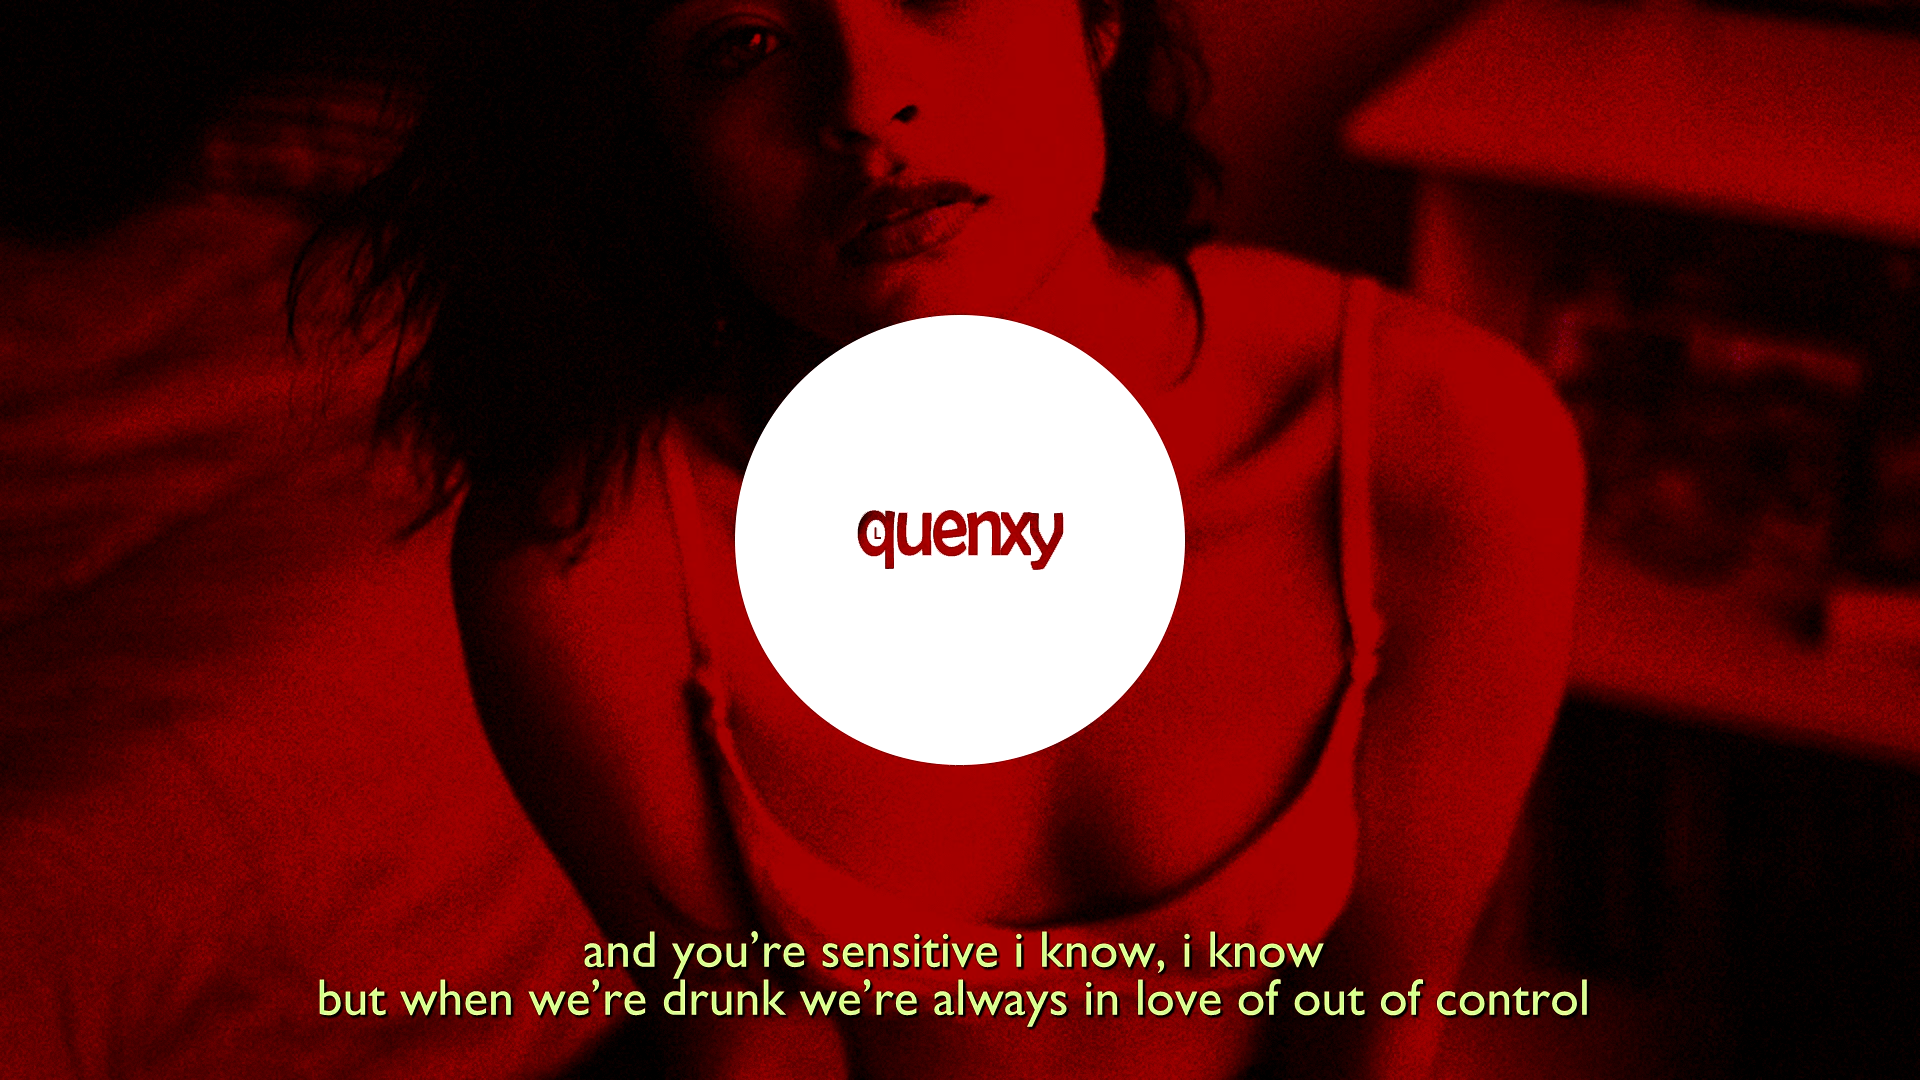 quenxy
L
and you’re sensitive i know, i know
but when we’re drunk we’re always in love of out of control